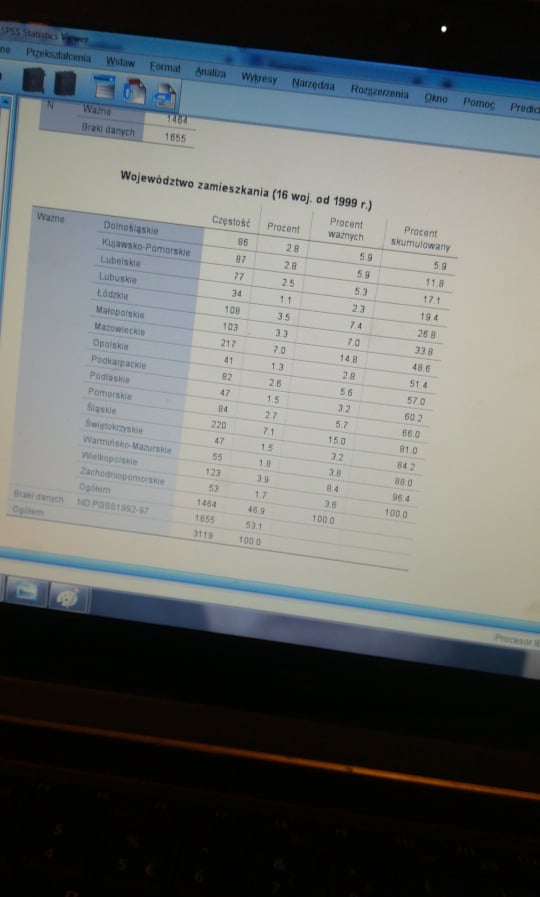 SPSS Statistics Viewer
ne Przekształcenia Wstaw Format Analiza Wykresy Narzędzia Rozszerzenia Okno Pomoc Predic
N Ważne 1464
Braki danych 1655
Województwo zamieszkania (16 woj. od 1999 r.)
Częstość Procent Procent ważnych Procent skumulowany
Ważne Dolnośląskie 86 2.8 5.9 5.9
Kujawsko-Pomorskie 87 2.8 5.9 11.8
Lubelskie 77 2.5 5.3 17.1
Lubuskie 34 1.1 2.3 19.4
Łódzkie 108 3.5 7.4 26.8
Małopolskie 103 3.3 7.0 33.8
Mazowieckie 217 7.0 14.8 48.6
Opolskie 41 1.3 2.8 51.4
Podkarpackie 82 2.6 5.6 57.0
Podlaskie 47 1.5 3.2 60.2
Pomorskie 84 2.7 5.7 66.0
Śląskie 220 7.1 15.0 81.0
Świętokrzyskie 47 1.5 3.2 84.2
Warmińsko-Mazurskie 55 1.8 3.8 88.0
Wielkopolskie 123 3.9 8.4 96.4
Zachodniopomorskie 53 1.7 3.6 100.0
Ogółem 1464 46.9 100.0
Braki danych ND.PGSS1992-97 1655 53.1
Ogółem 3119 100.0
Procesor